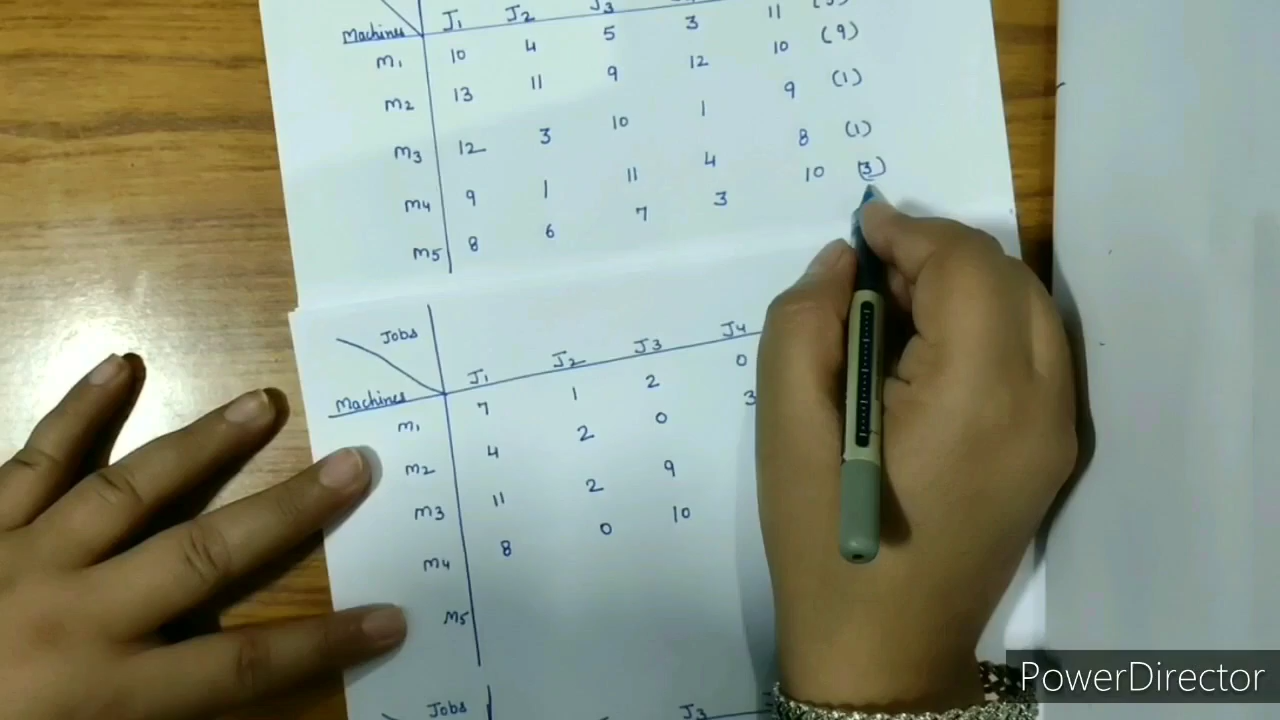 J1 J2 J3
Machines
M1 10 4 5 3 11
M2 13 11 9 12 10 (9)
M3 12 3 10 1 9 (1)
M4 9 1 11 4 8 (1)
M5 8 6 7 3 10 (3)
Jobs
J1 J2 J3 J4
Machines
M1 7 1 2 0
M2 4 2 0 3
M3 11 2 9
M4 8 0 10
M5
Jobs
J3
PowerDirector